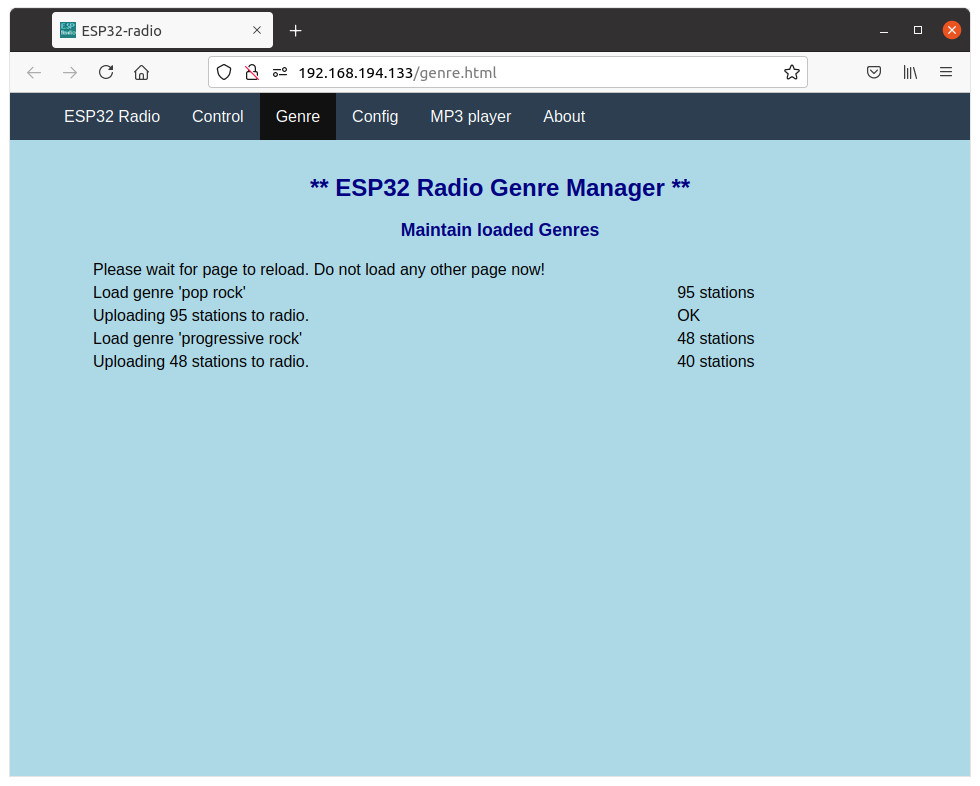 ESP32-radio
192.168.194.133/genre.html
ESP32 Radio Control Genre Config MP3 player About
** ESP32 Radio Genre Manager **
Maintain loaded Genres
Please wait for page to reload. Do not load any other page now!
Load genre 'pop rock' 95 stations
Uploading 95 stations to radio. OK
Load genre 'progressive rock' 48 stations
Uploading 48 stations to radio. 40 stations